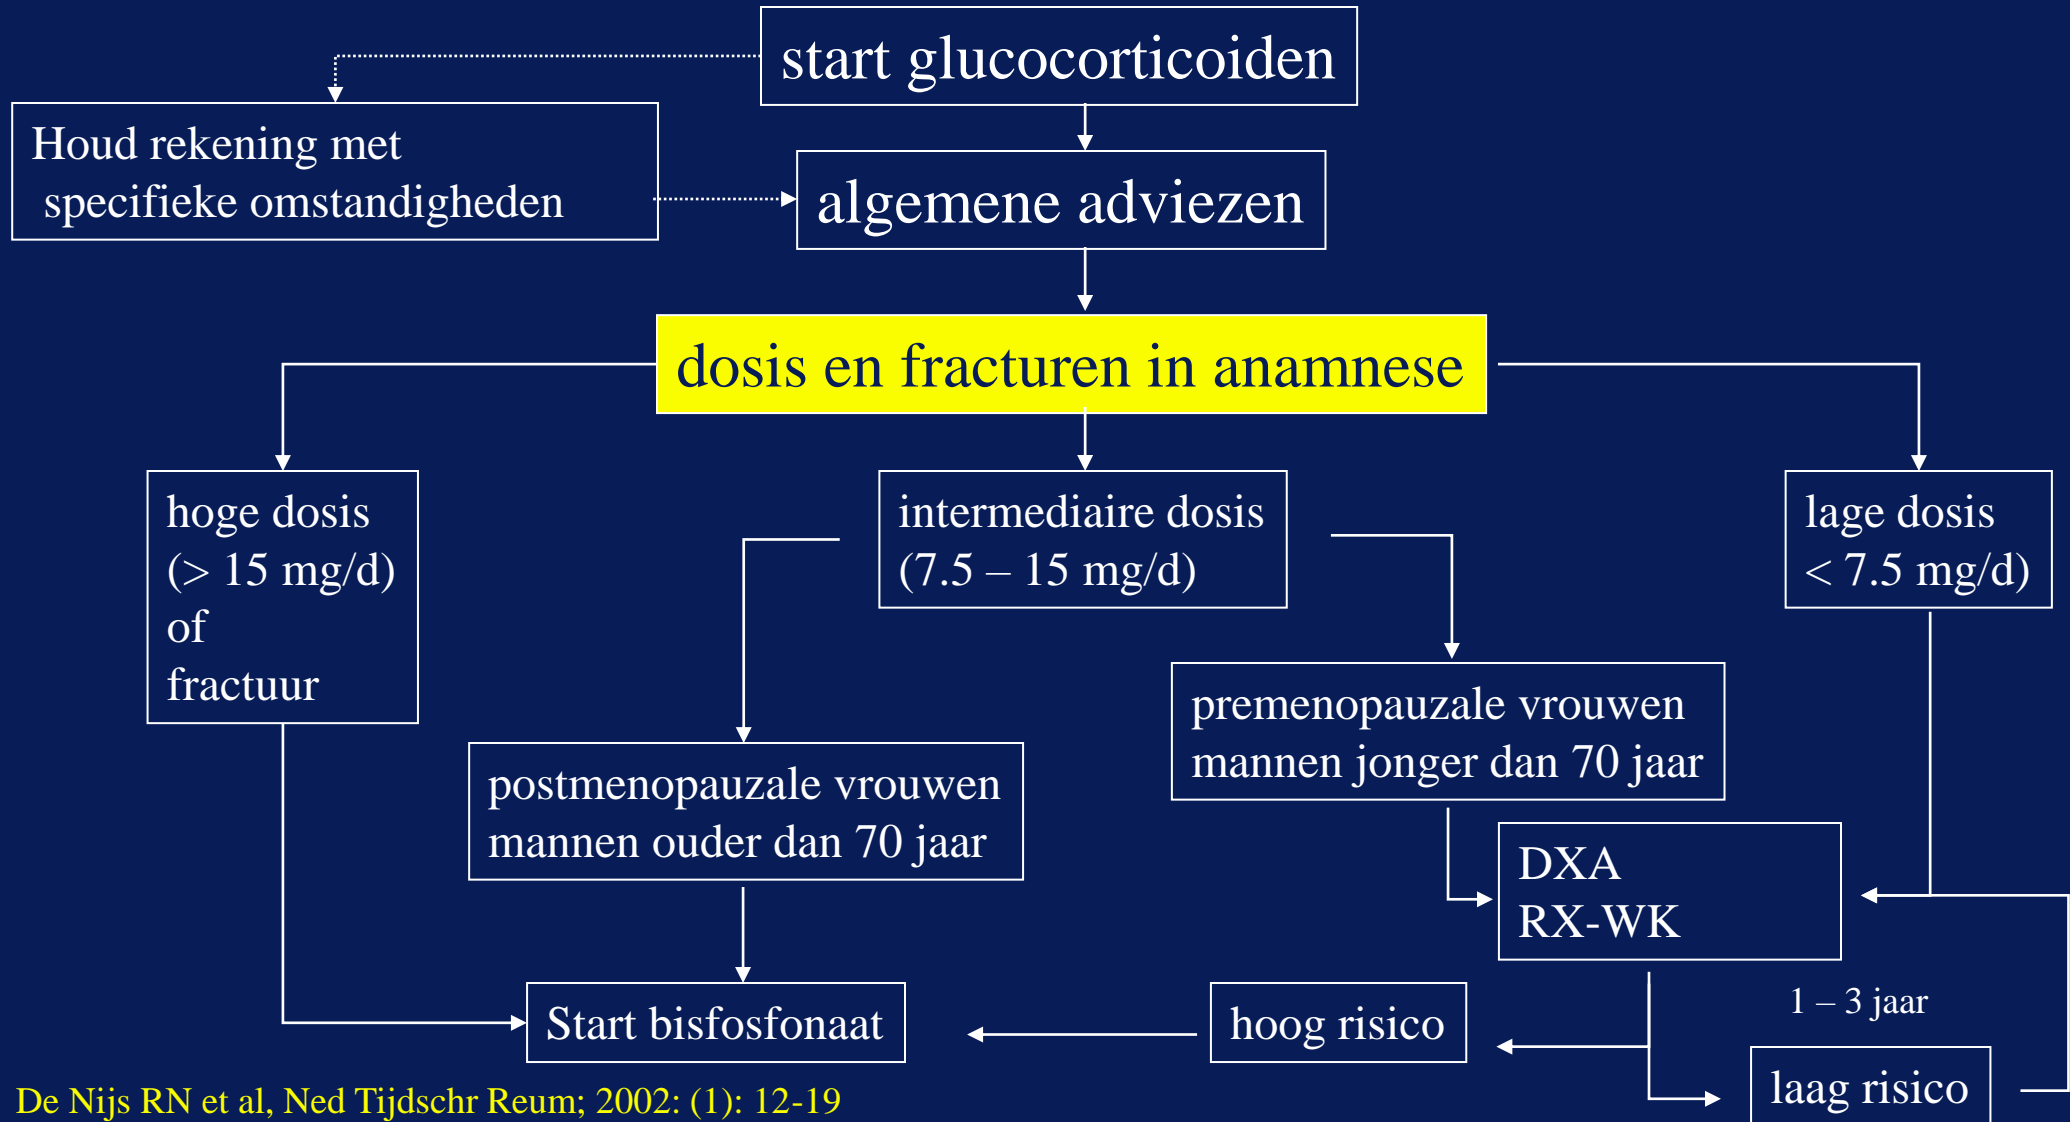 start glucocorticoiden
Houd rekening met
specifieke omstandigheden
algemene adviezen
dosis en fracturen in anamnese
hoge dosis
(> 15 mg/d)
of
fractuur
intermediaire dosis
(7.5 – 15 mg/d)
lage dosis
< 7.5 mg/d)
premenopauzale vrouwen
mannen jonger dan 70 jaar
postmenopauzale vrouwen
mannen ouder dan 70 jaar
DXA
RX-WK
1 – 3 jaar
Start bisfosfonaat
hoog risico
laag risico
De Nijs RN et al, Ned Tijdschr Reum; 2002: (1): 12-19